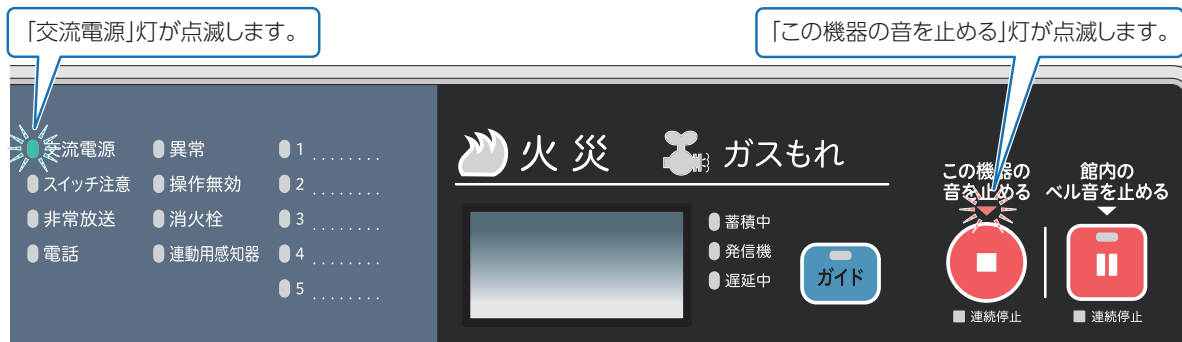 「交流電源」灯が点滅します。
「この機器の音を止める」灯が点滅します。
交流電源
異常
1 ........
スイッチ注意
操作無効
2 ........
非常放送
消火栓
3 ........
電話
連動用感知器
4 ........
5 ........
火災
ガスもれ
蓄積中
発信機
遅延中
ガイド
この機器の
音を止める
館内の
ベル音を止める
連続停止
連続停止